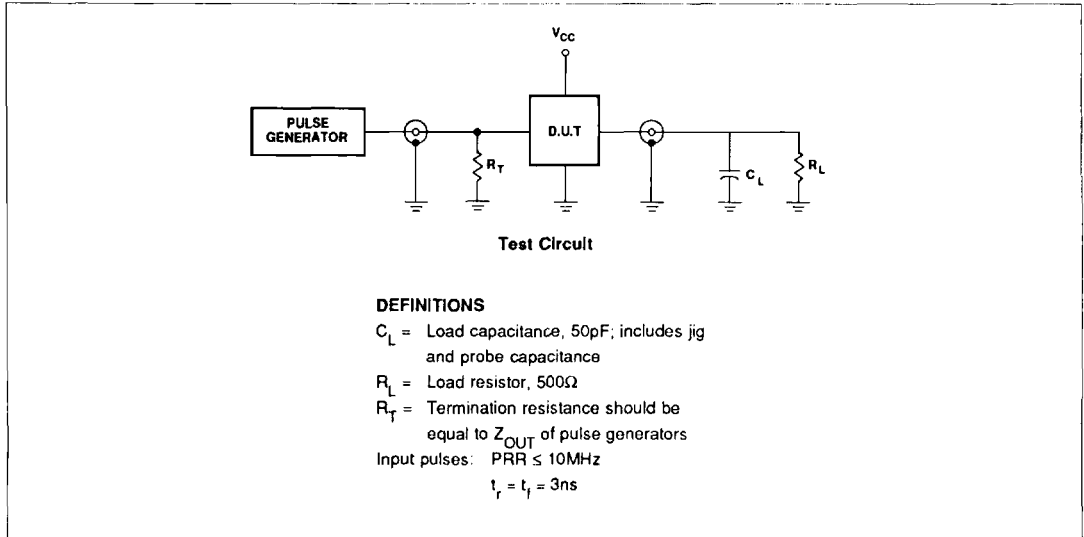 V_CC
PULSE
GENERATOR
D.U.T
R_T
C_L
R_L
Test Circuit
DEFINITIONS
C_L = Load capacitance, 50pF; includes jig
and probe capacitance
R_L = Load resistor, 500Ω
R_T = Termination resistance should be
equal to Z_OUT of pulse generators
Input pulses: PRR ≤ 10MHz
t_r = t_f = 3ns